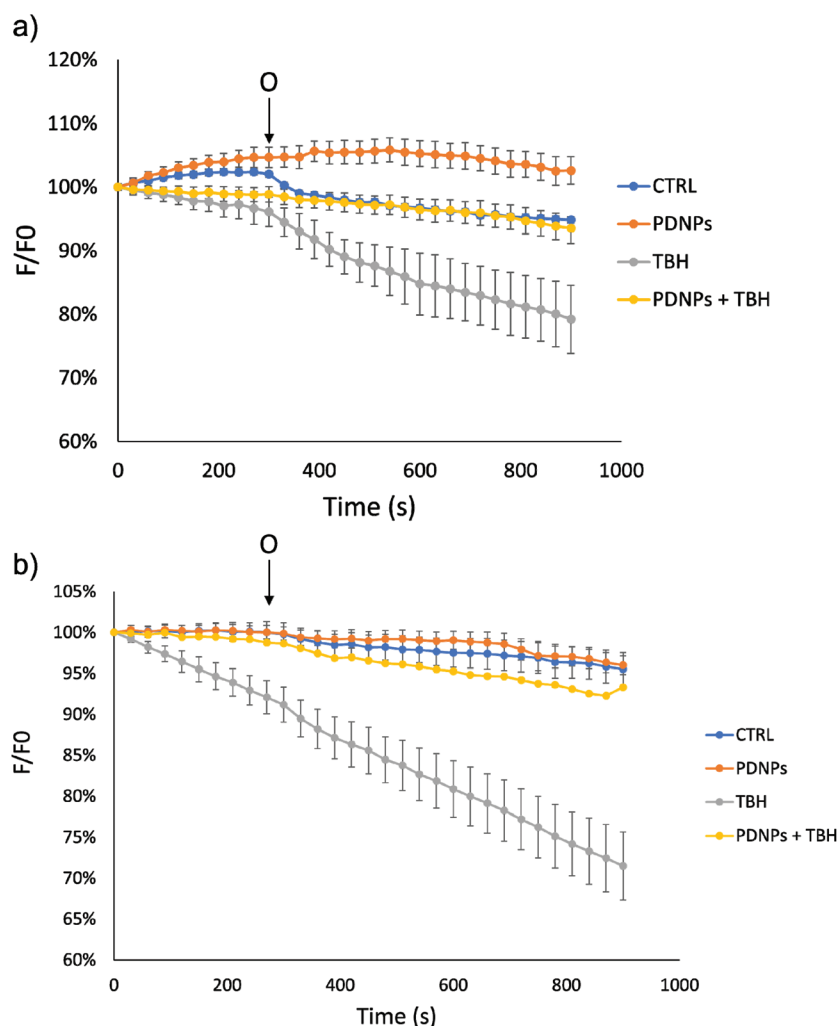 a)
120%
O
110%
100%
90%
80%
70%
60%
F/F0
0
200
400
600
800
1000
Time (s)
CTRL
PDNPs
TBH
PDNPs + TBH
b)
O
105%
100%
95%
90%
85%
80%
75%
70%
65%
60%
F/F0
0
200
400
600
800
1000
Time (s)
CTRL
PDNPs
TBH
PDNPs + TBH